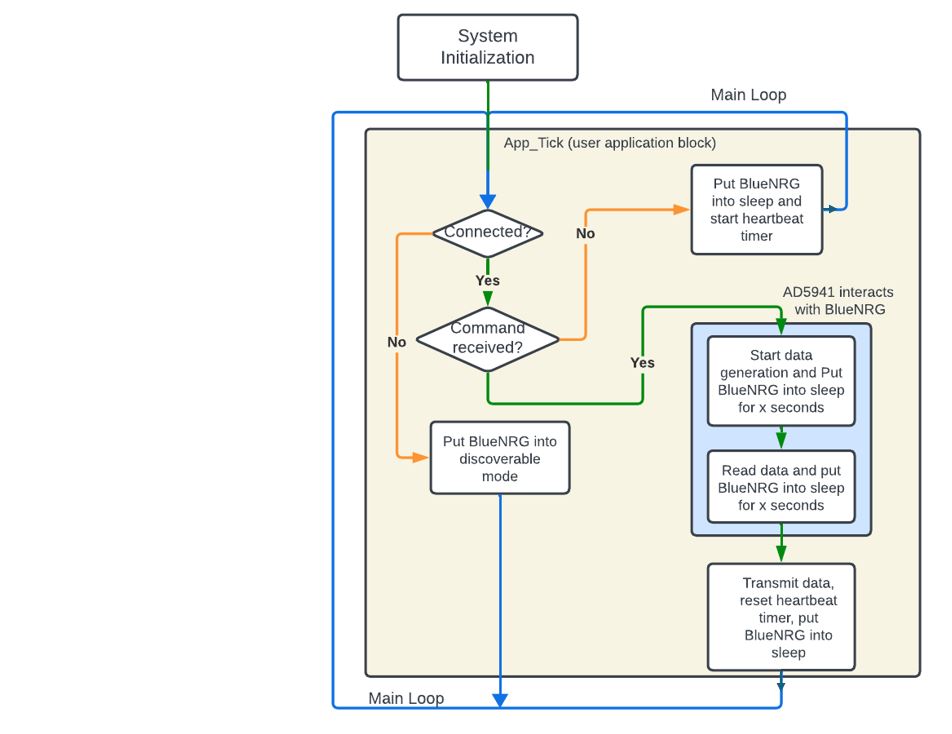 System
Initialization
Main Loop
App_Tick (user application block)
Put BlueNRG
into sleep and
start heartbeat
timer
Connected?
No
Yes
AD5941 interacts
with BlueNRG
Command
received?
No
Yes
Start data
generation and Put
BlueNRG into sleep
for x seconds
Put BlueNRG into
discoverable
mode
Read data and put
BlueNRG into sleep
for x seconds
Transmit data,
reset heartbeat
timer, put
BlueNRG into
sleep
Main Loop